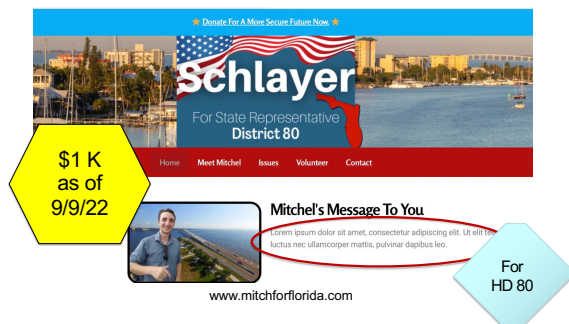 ★ Donate For A More Secure Future Now. ★
Schlayer
For State Representative
District 80
Home Meet Mitchel Issues Volunteer Contact
$1 K
as of
9/9/22
Mitchel's Message To You
Lorem ipsum dolor sit amet, consectetur adipiscing elit. Ut elit
luctus nec ullamcorper mattis, pulvinar dapibus leo.
For
HD 80
www.mitchforflorida.com